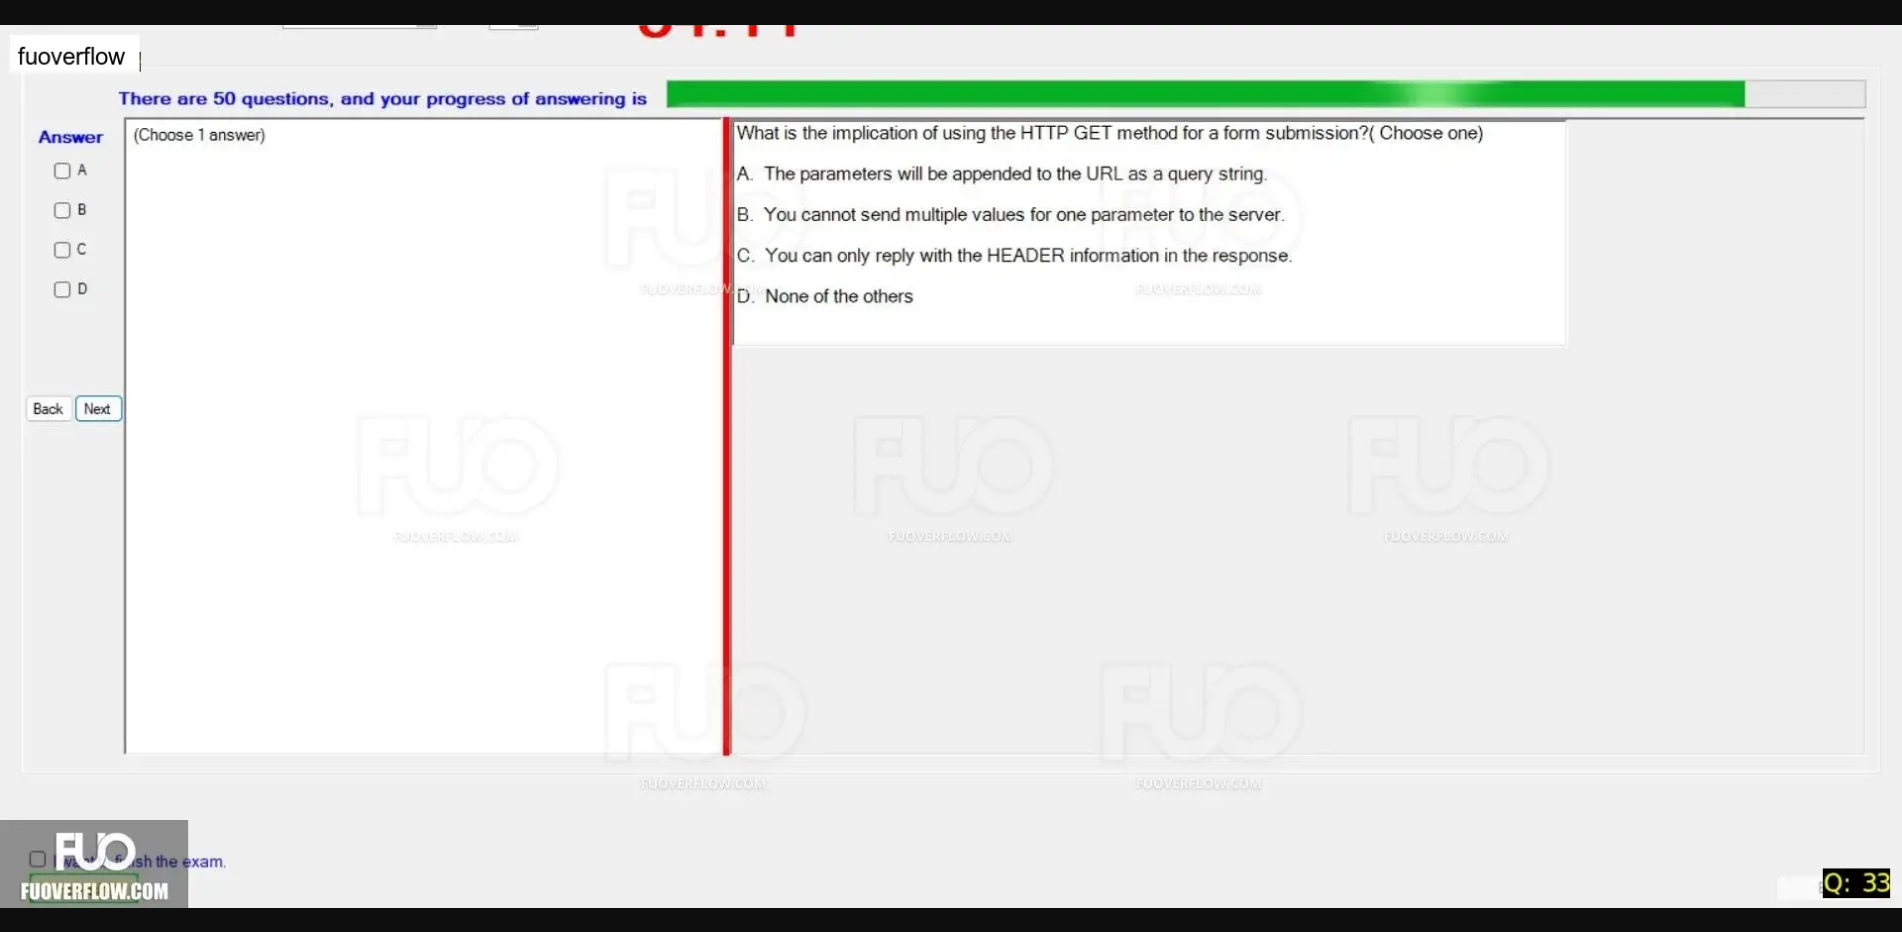 fuoverflow
There are 50 questions, and your progress of answering is
Answer
(Choose 1 answer)
A
B
C
D
Back Next
What is the implication of using the HTTP GET method for a form submission?( Choose one)
A. The parameters will be appended to the URL as a query string.
B. You cannot send multiple values for one parameter to the server.
C. You can only reply with the HEADER information in the response.
D. None of the others
FUO
FUOVERFLOW.COM
FUO
FUOVERFLOW.COM
FUO
FUOVERFLOW.COM
FUO
FUOVERFLOW.COM
FUO
FUOVERFLOW.COM
FUO
FUOVERFLOW.COM
FUO
FUOVERFLOW.COM
the exam.
FUO
FUOVERFLOW.COM
Q: 33